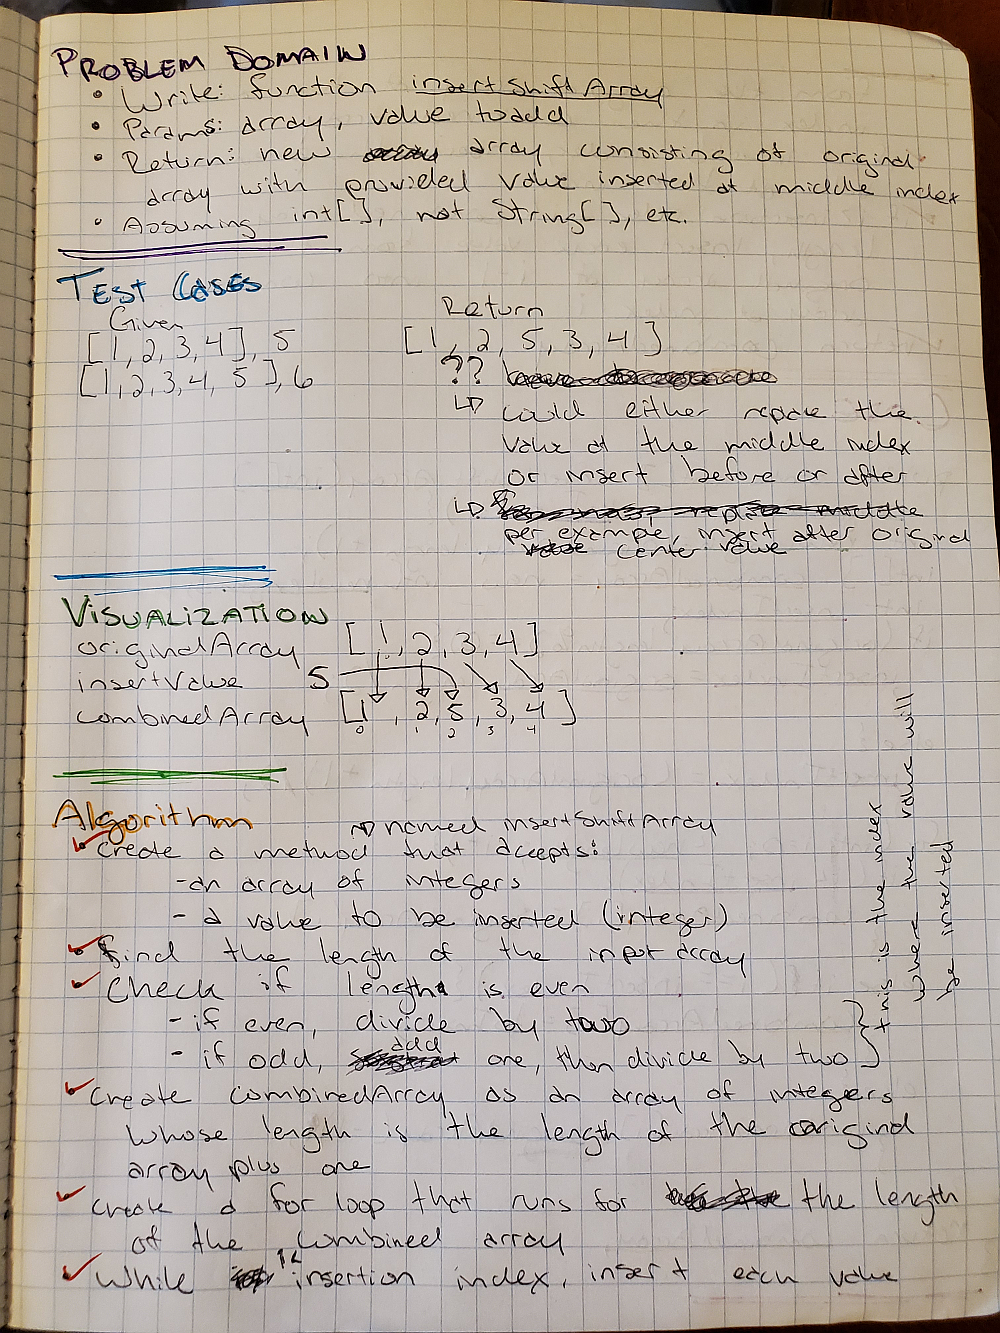 PROBLEM DOMAIN
• Write: function insertShiftArray
• Params: array, value to add
• Return: new array consisting of original
array with provided value inserted at middle index
• Assuming int[], not String[], etc.
TEST CASES
Given Return
[1, 2, 3, 4], 5 [1, 2, 5, 3, 4]
[1, 2, 3, 4, 5], 6 ??
↳ could either replace the
value at the middle index
or insert before or after
↳ per example, insert after original
center value
VISUALIZATION
originalArray [1, 2, 3, 4]
insertValue 5
combinedArray [1, 2, 5, 3, 4]
0 1 2 3 4
Algorithm
→ named insertShiftArray
• create a method that accepts:
- an array of integers
- a value to be inserted (integer)
• find the length of the input array
• Check if length is even
- if even, divide by two
- if odd, add one, then divide by two
this is the index
where the value will
be inserted
• create combinedArray as an array of integers
whose length is the length of the original
array plus one
• create a for loop that runs for the length
of the combined array
• while i< insertion index, insert each value